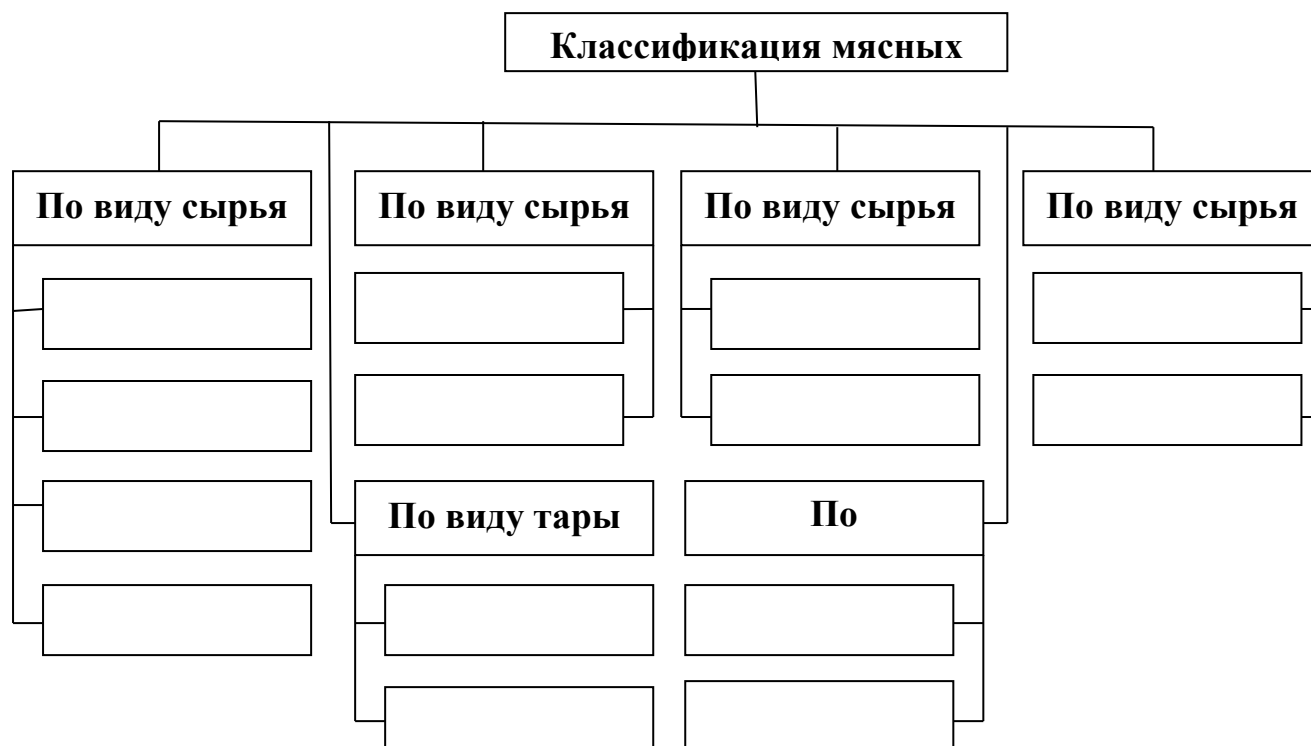 Классификация мясных
По виду сырья
По виду сырья
По виду сырья
По виду сырья
По виду тары
По